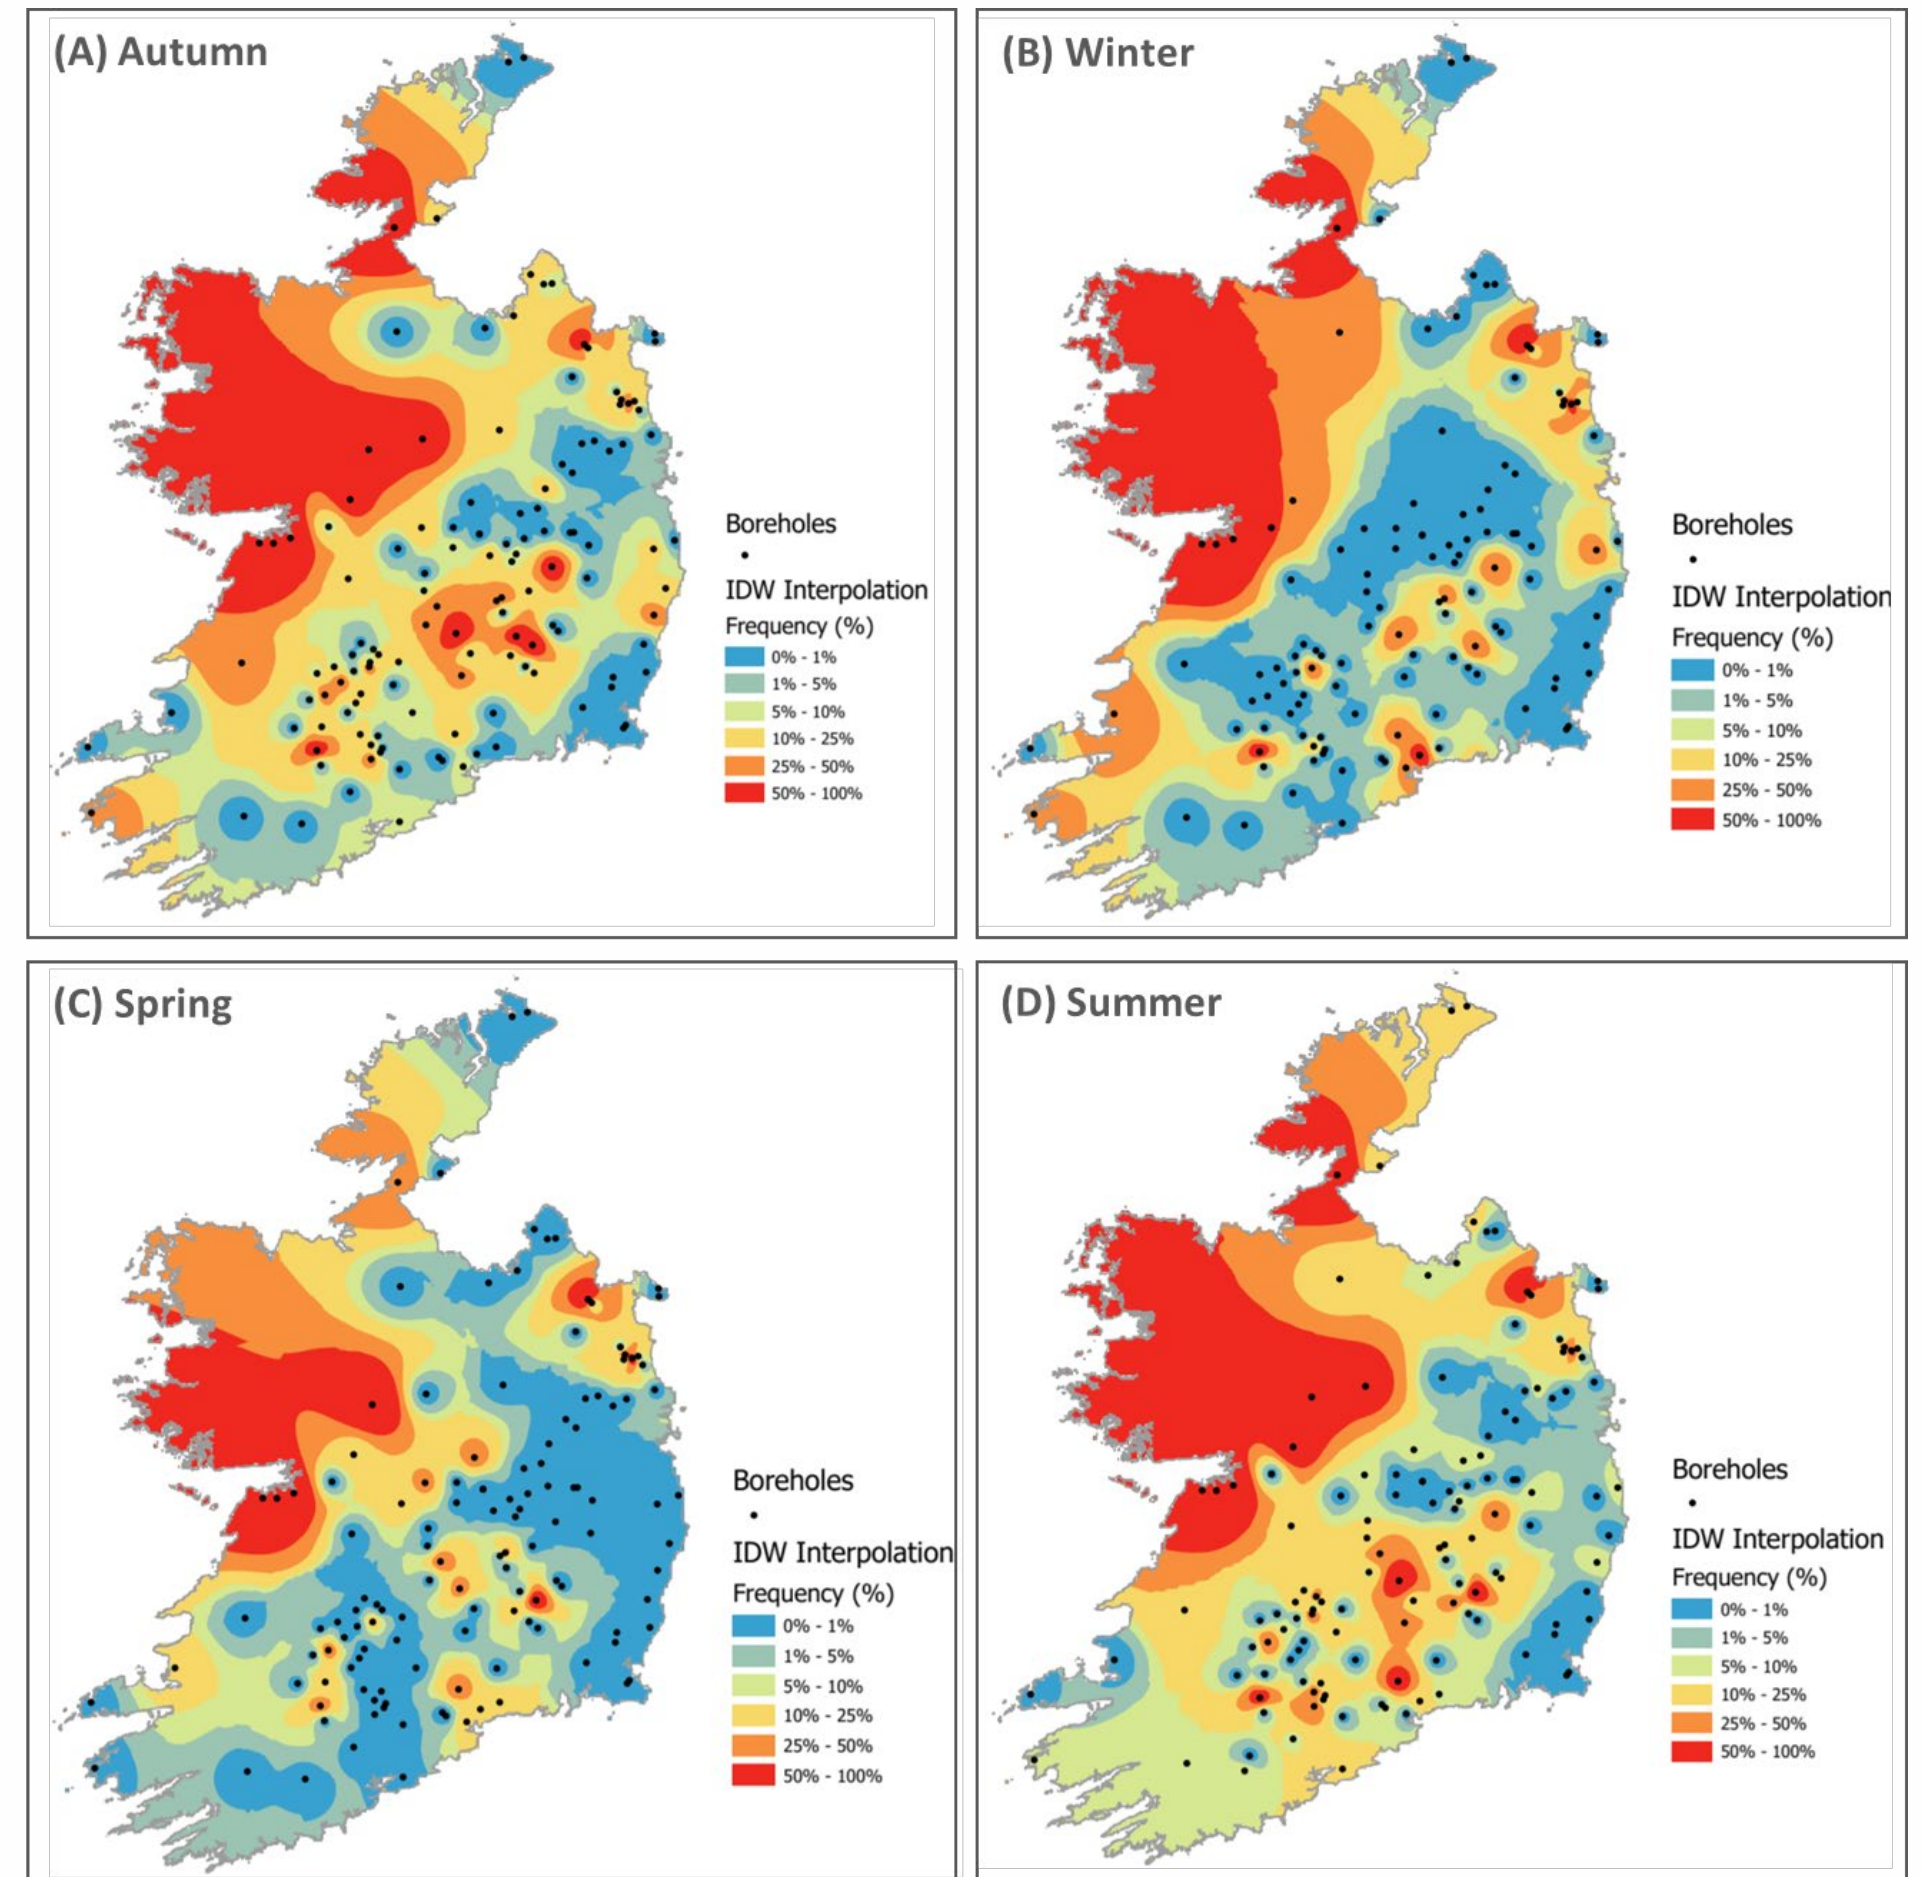 (A) Autumn
Boreholes
IDW Interpolation
Frequency (%)
0% - 1%
1% - 5%
5% - 10%
10% - 25%
25% - 50%
50% - 100%
(B) Winter
Boreholes
IDW Interpolation
Frequency (%)
0% - 1%
1% - 5%
5% - 10%
10% - 25%
25% - 50%
50% - 100%
(C) Spring
Boreholes
IDW Interpolation
Frequency (%)
0% - 1%
1% - 5%
5% - 10%
10% - 25%
25% - 50%
50% - 100%
(D) Summer
Boreholes
IDW Interpolation
Frequency (%)
0% - 1%
1% - 5%
5% - 10%
10% - 25%
25% - 50%
50% - 100%